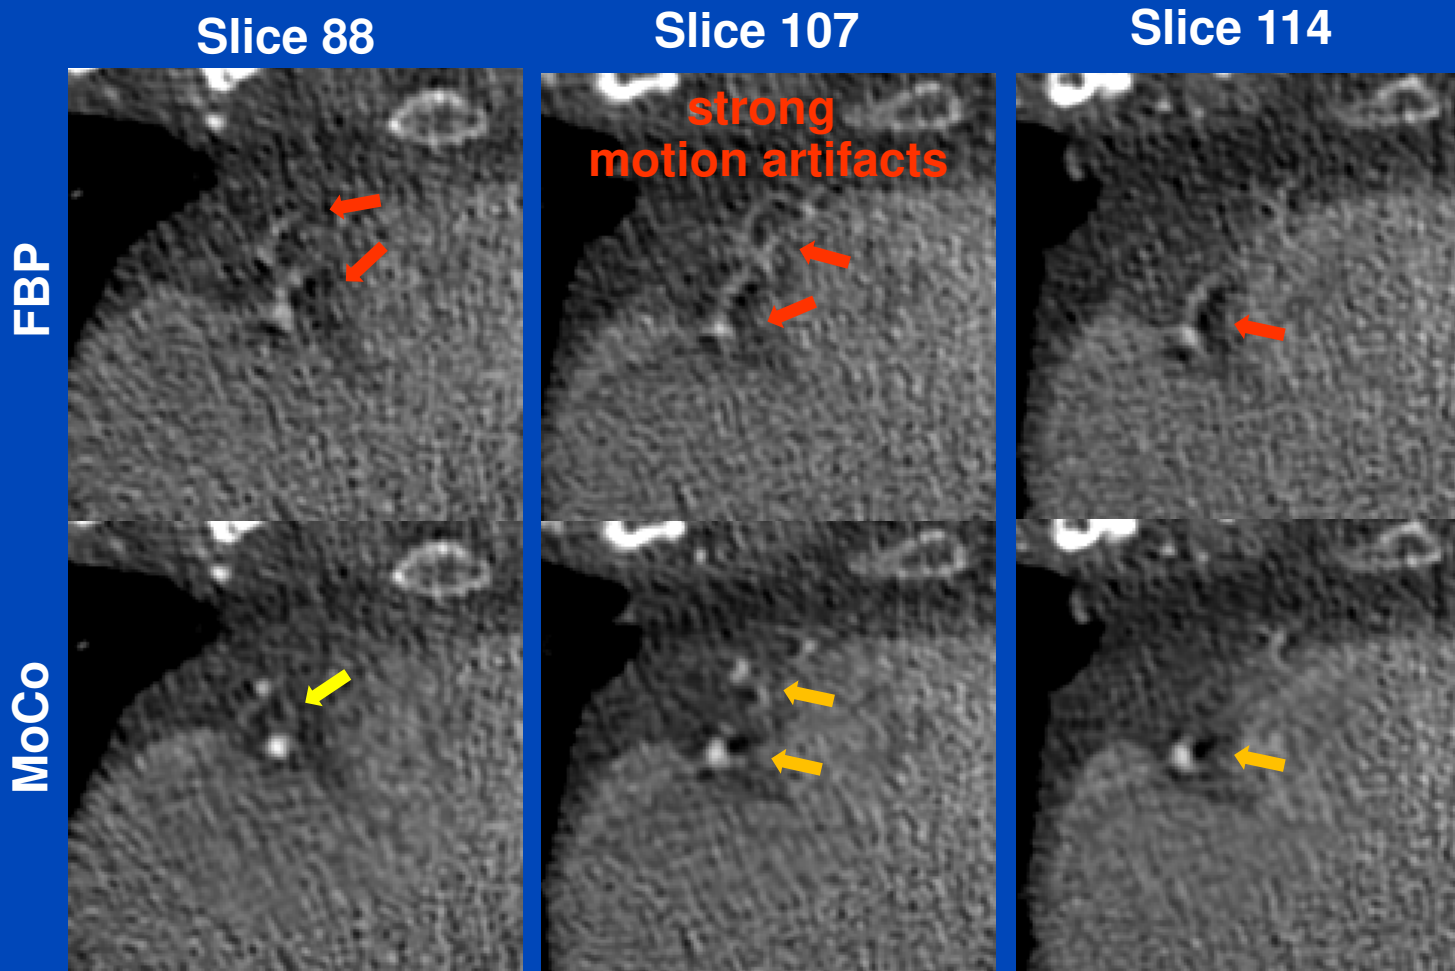 Slice 88
Slice 107
Slice 114
strong
motion artifacts
FBP
MoCo